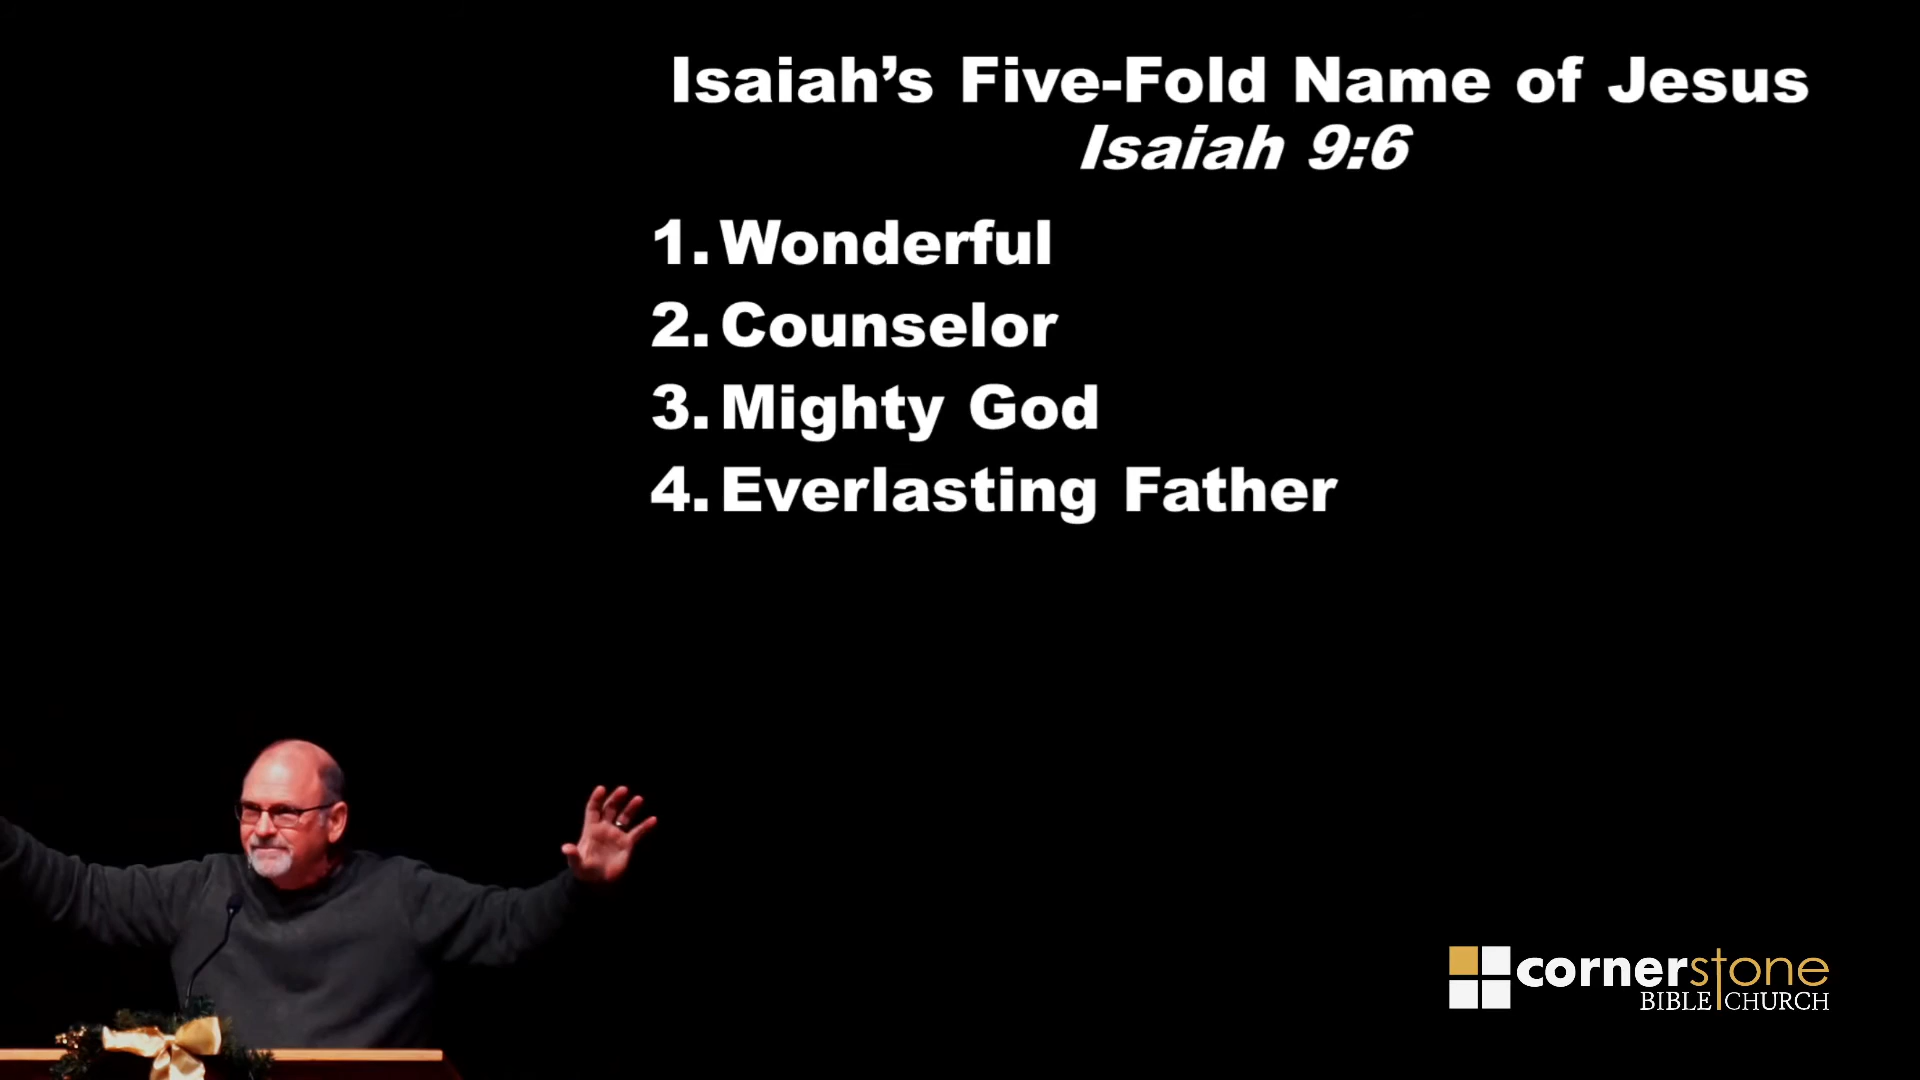 Isaiah’s Five-Fold Name of Jesus
Isaiah 9:6
1. Wonderful
2. Counselor
3. Mighty God
4. Everlasting Father
cornerstone
BIBLE CHURCH